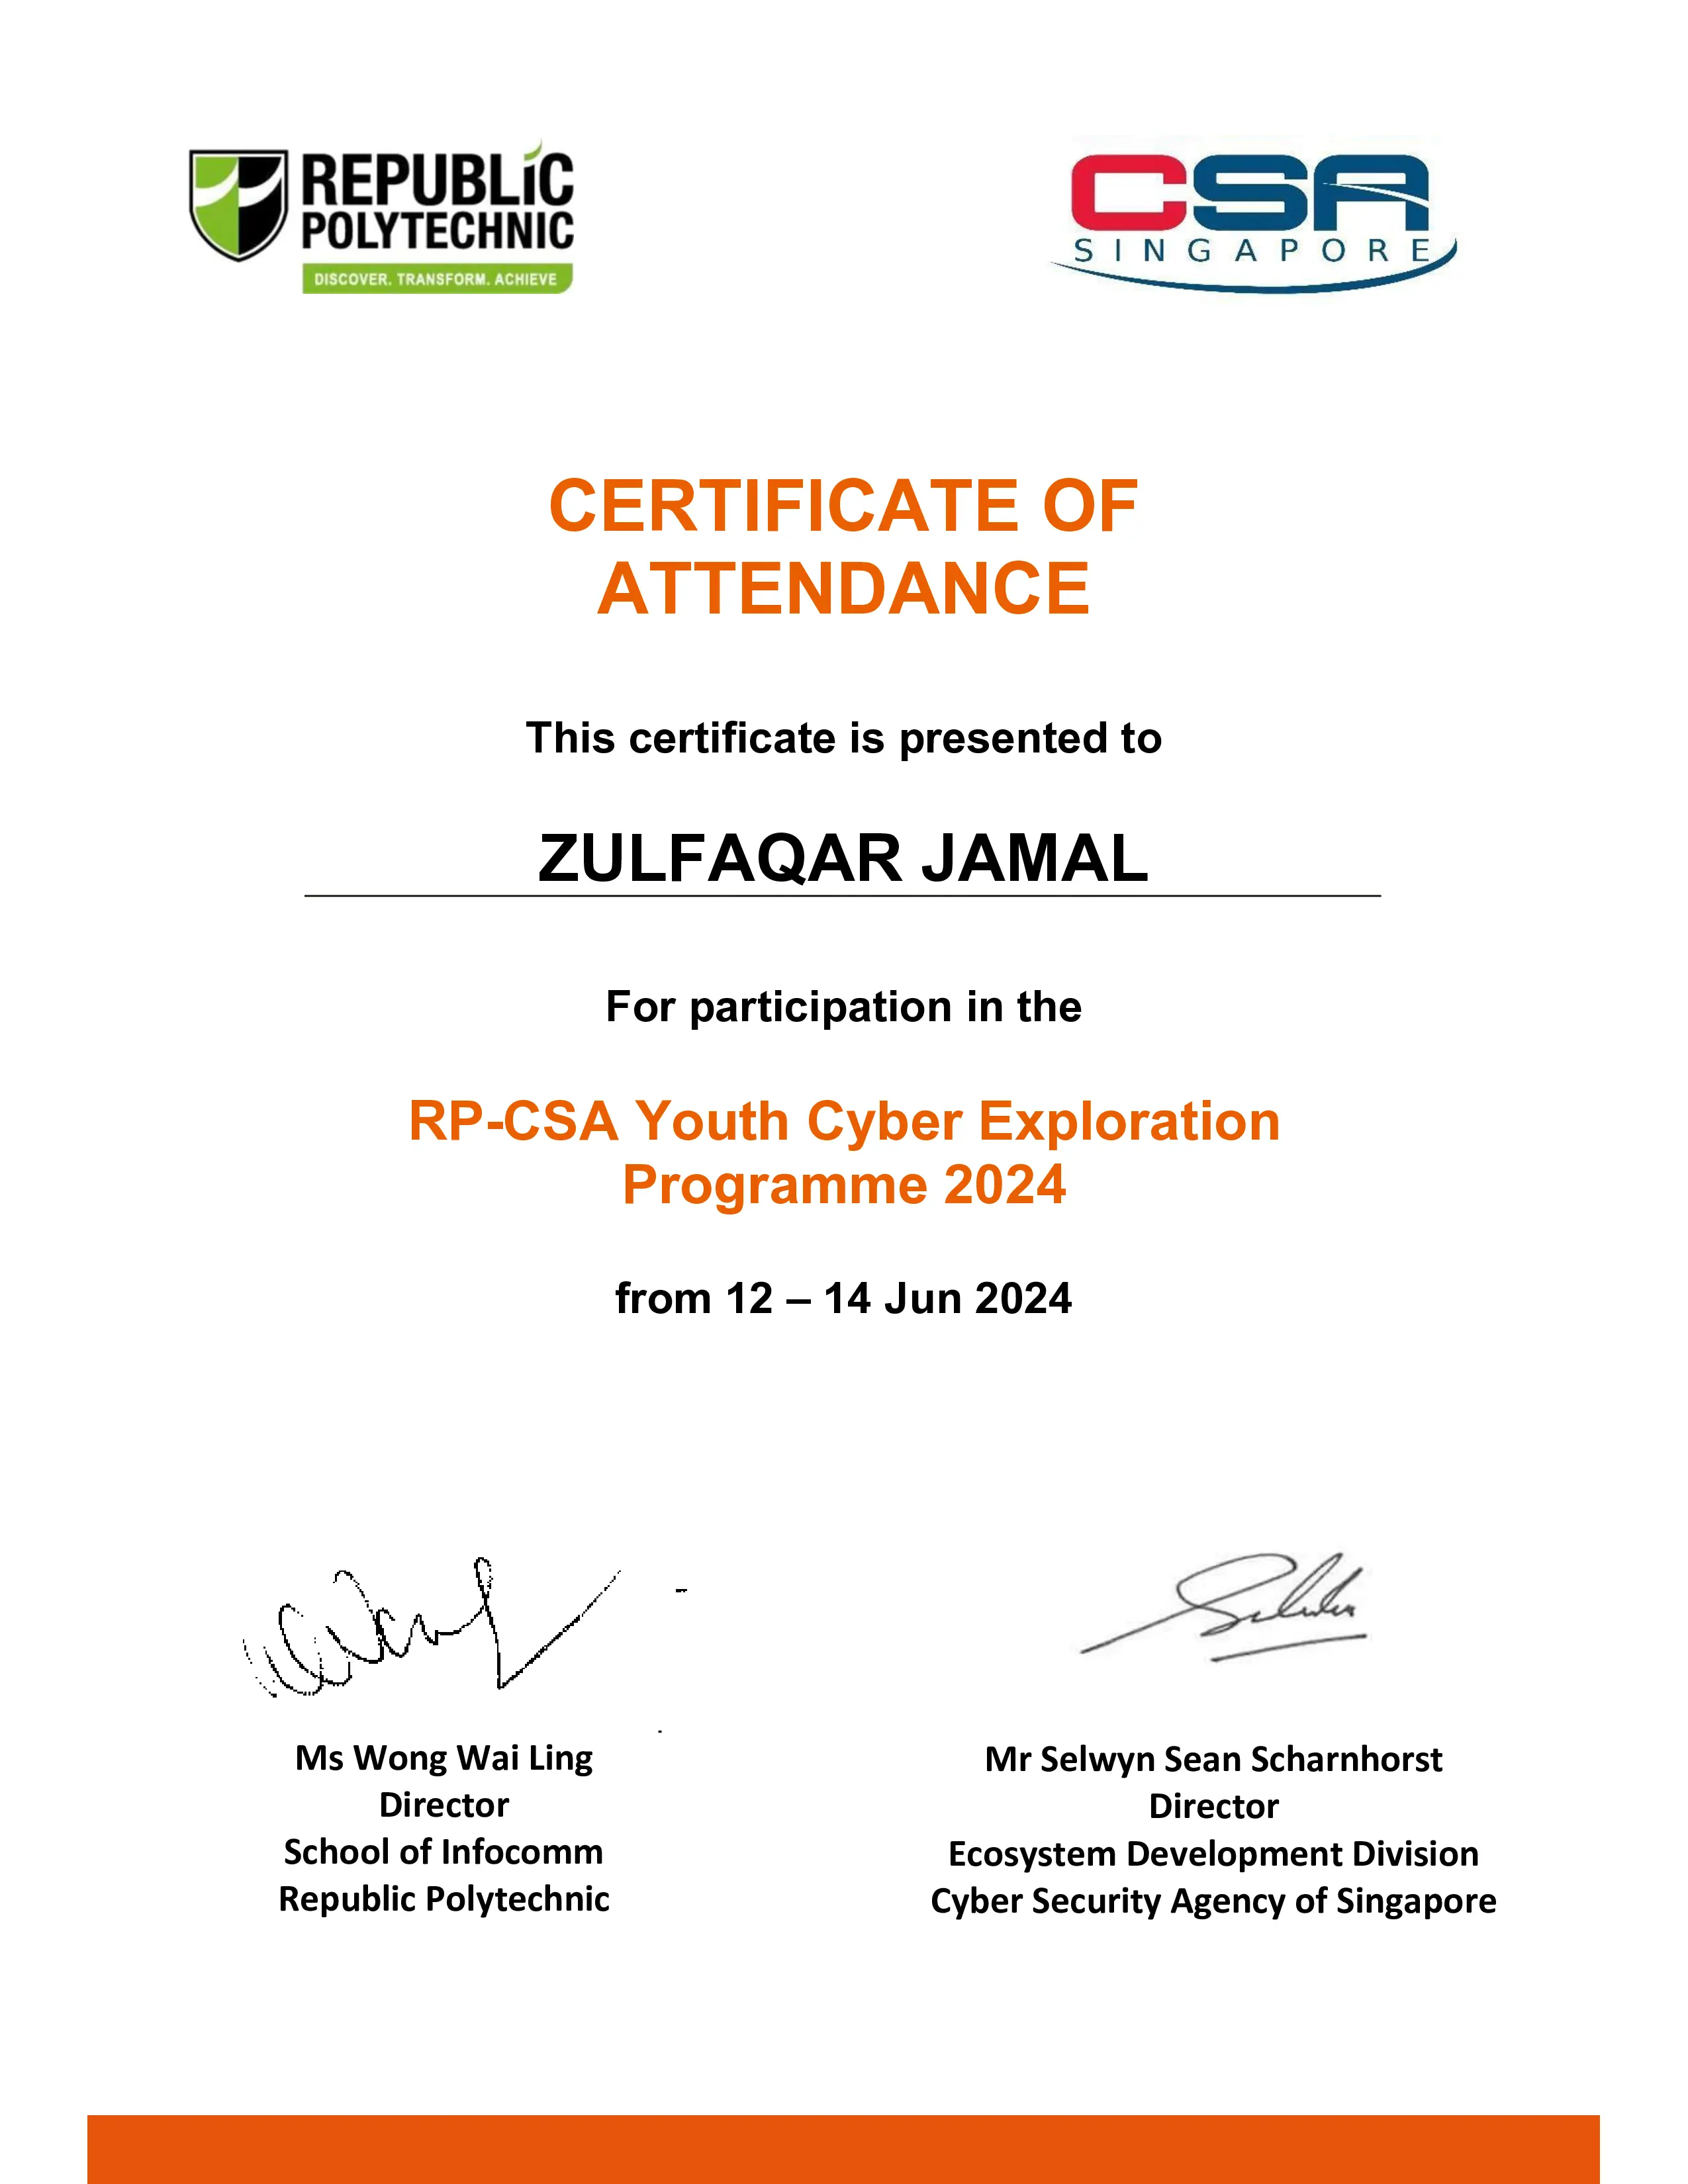 REPUBLIC
POLYTECHNIC
DISCOVER. TRANSFORM. ACHIEVE
CSA
SINGAPORE
CERTIFICATE OF
ATTENDANCE
This certificate is presented to
ZULFAQAR JAMAL
For participation in the
RP-CSA Youth Cyber Exploration
Programme 2024
from 12 – 14 Jun 2024
Ms Wong Wai Ling
Director
School of Infocomm
Republic Polytechnic
Mr Selwyn Sean Scharnhorst
Director
Ecosystem Development Division
Cyber Security Agency of Singapore